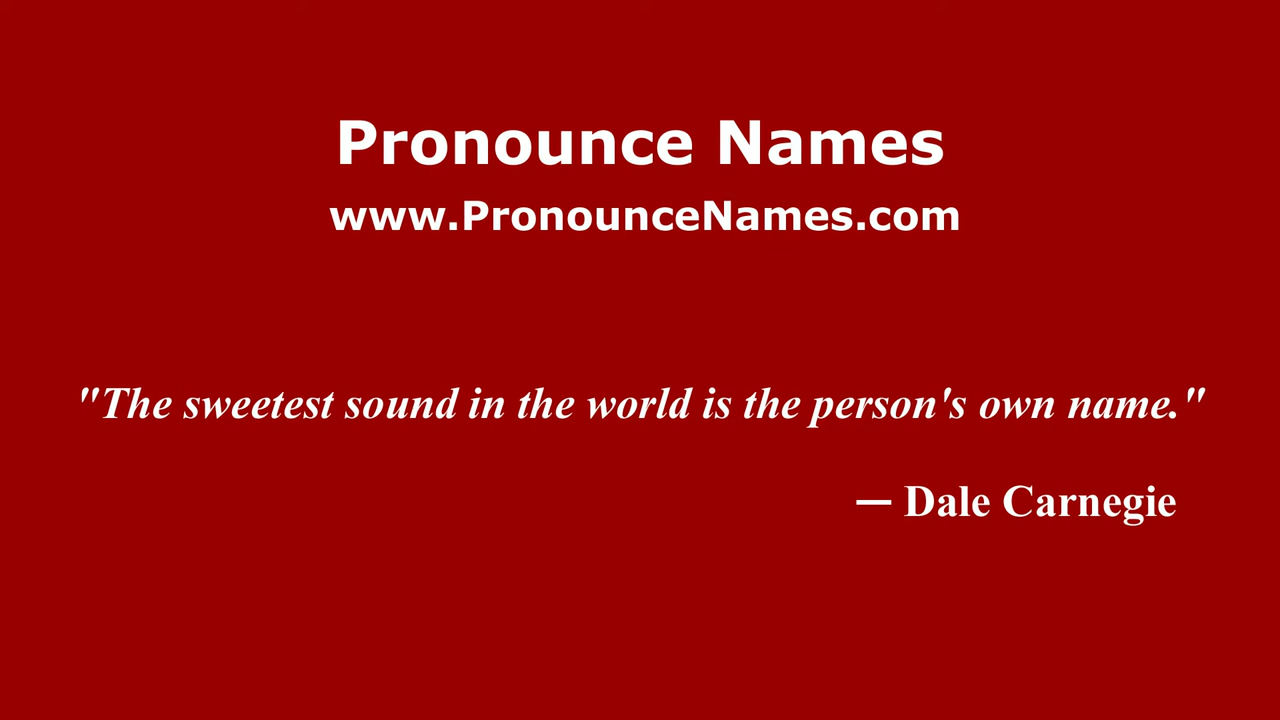 Pronounce Names
www.PronounceNames.com
"The sweetest sound in the world is the person's own name."
— Dale Carnegie